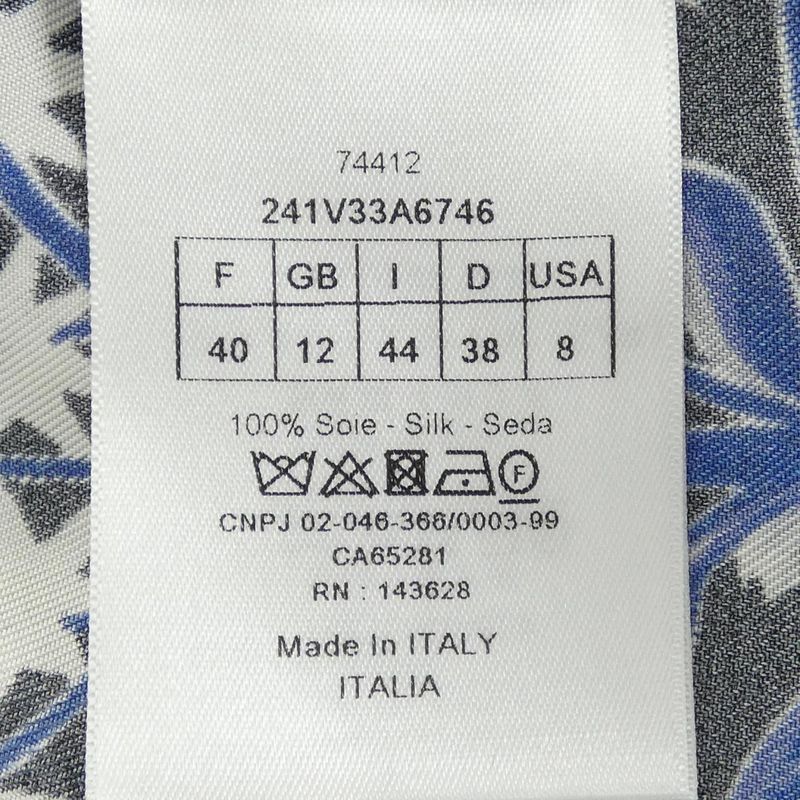 74412
241V33A6746
F GB I D USA
40 12 44 38 8
100% Soie - Silk - Seda
F
CNPJ 02-046-366/0003-99
CA65281
RN : 143628
Made In ITALY
ITALIA